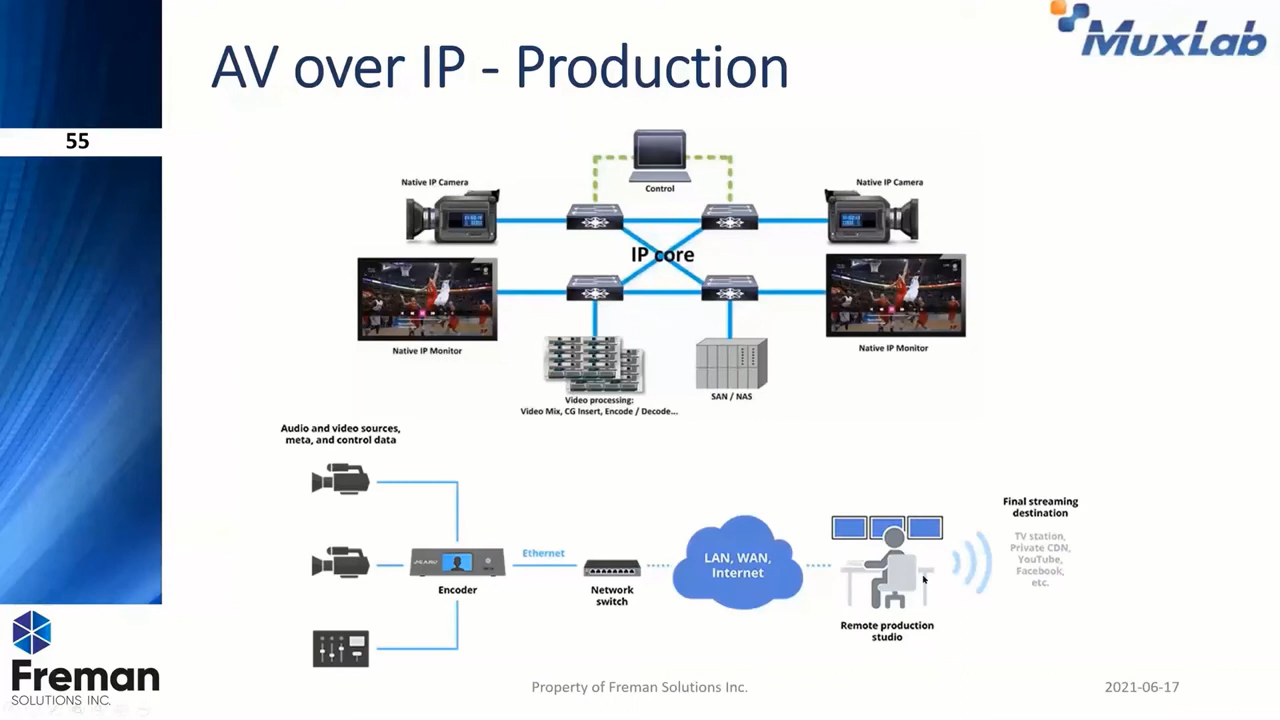 AV over IP - Production
MUXLAB
55
Control
Native IP Camera
Native IP Camera
IP core
Native IP Monitor
Native IP Monitor
Video processing:
Video Mix, CG Insert, Encode / Decode...
SAN / NAS
Audio and video sources,
meta, and control data
Encoder
Ethernet
Network
switch
LAN, WAN,
Internet
Remote production
studio
Final streaming
destination
TV station,
Private CDN,
YouTube,
Facebook,
etc.
Freman
SOLUTIONS INC.
Property of Freman Solutions Inc.
2021-06-17